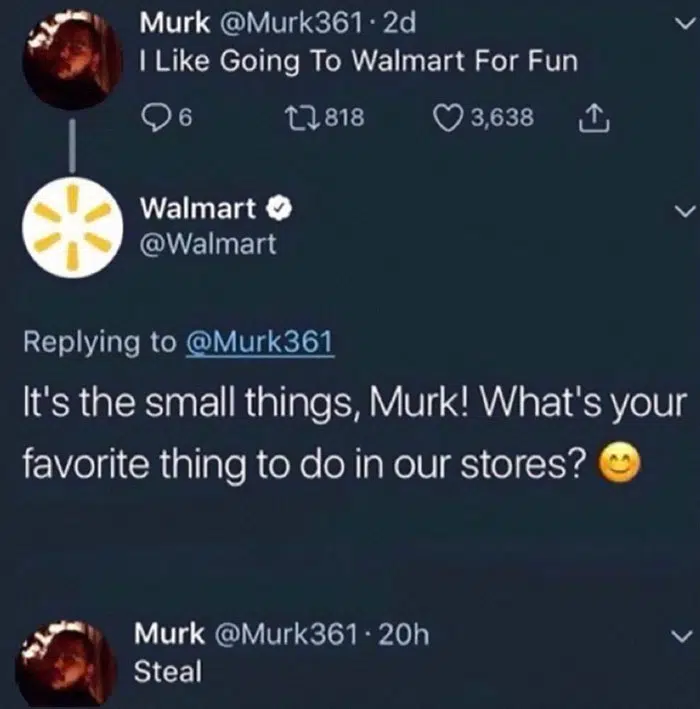 Murk @Murk361 · 2d
I Like Going To Walmart For Fun
6 818 3,638
Walmart
@Walmart
Replying to @Murk361
It's the small things, Murk! What's your
favorite thing to do in our stores? 😊
Murk @Murk361 · 20h
Steal